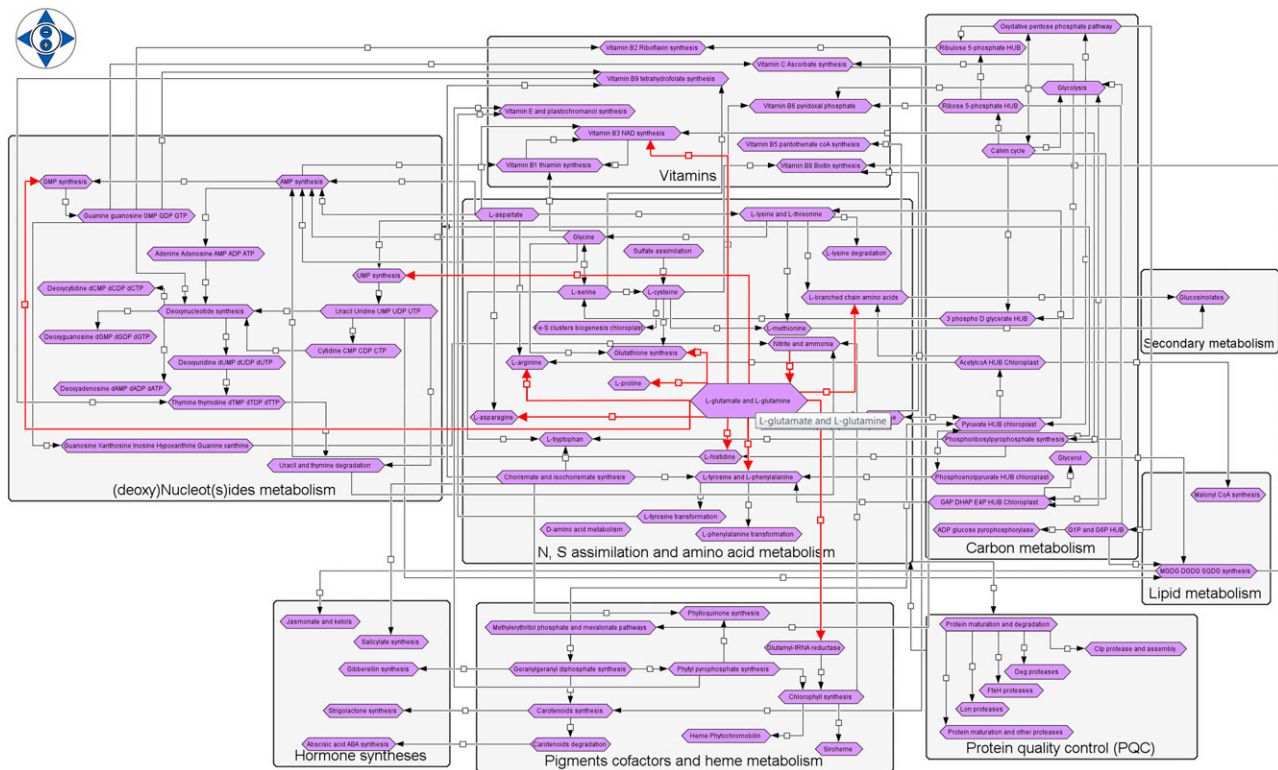 Vitamin B2 Riboflavin synthesis
Vitamin C Ascorbate synthesis
Vitamin B9 tetrahydrofolate synthesis
Vitamin E and plastochromanol synthesis
Vitamin B6 pyridoxal phosphate
Vitamin B3 NAD synthesis
Vitamin B5 pantothenate coA synthesis
Vitamin B1 thiamin synthesis
Vitamin B8 Biotin synthesis
Vitamins
Oxydative pentose phosphate pathway
Ribulose 5-phosphate HUB
Glycolysis
Ribose 5-phosphate HUB
Calvin cycle
3 phospho D glycerate HUB
AcetylcoA HUB Chloroplast
Pyruvate HUB chloroplast
Phosphoribosylpyrophosphate synthesis
Glycerol
Phosphoenolpyruvate HUB chloroplast
GAP DHAP E4P HUB Chloroplast
ADP glucose pyrophosphorylase
G1P and G6P HUB
Carbon metabolism
GMP synthesis
AMP synthesis
Guanine guanosine GMP GDP GTP
Adenine Adenosine AMP ADP ATP
UMP synthesis
Deoxycytidine dCMP dCDP dCTP
Deoxynucleotide synthesis
Uracil Uridine UMP UDP UTP
Deoxyguanosine dGMP dGDP dGTP
Cytidine CMP CDP CTP
Deoxyuridine dUMP dUDP dUTP
Deoxyadenosine dAMP dADP dATP
Thymine thymidine dTMP dTDP dTTP
Guanosine Xanthosine Inosine Hypoxanthine Guanine xanthine
Uracil and thymine degradation
(deoxy)Nucleot(s)ides metabolism
L-aspartate
L-lysine and L-threonine
Glycine
Sulfate assimilation
L-lysine degradation
L-serine
L-cysteine
L-branched chain amino acids
e-S clusters biogenesis chloroplast
L-methionine
Nitrite and ammonia
Glutathione synthesis
L-arginine
L-proline
L-glutamate and L-glutamine
L-glutamate and L-glutamine
L-asparagine
L-tryptophan
L-histidine
Chorismate and isochorismate synthesis
L-tyrosine and L-phenylalanine
L-tyrosine transformation
D-amino acid metabolism
L-phenylalanine transformation
N, S assimilation and amino acid metabolism
Glucosinolates
Secondary metabolism
Malonyl CoA synthesis
MGDG DGDG SQDG synthesis
Lipid metabolism
Jasmonate and ketols
Salicylate synthesis
Gibberellin synthesis
Strigolactone synthesis
Abscisic acid ABA synthesis
Hormone syntheses
Phylloquinone synthesis
Methylerythritol phosphate and mevalonate pathways
Glutamyl-tRNA reductase
Geranylgeranyl diphosphate synthesis
Phytyl pyrophosphate synthesis
Chlorophyll synthesis
Carotenoids synthesis
Heme Phytochromobilin
Carotenoids degradation
Siroheme
Pigments cofactors and heme metabolism
Protein maturation and degradation
Clp protease and assembly
Deg proteases
FtsH proteases
Lon proteases
Protein maturation and other proteases
Protein quality control (PQC)